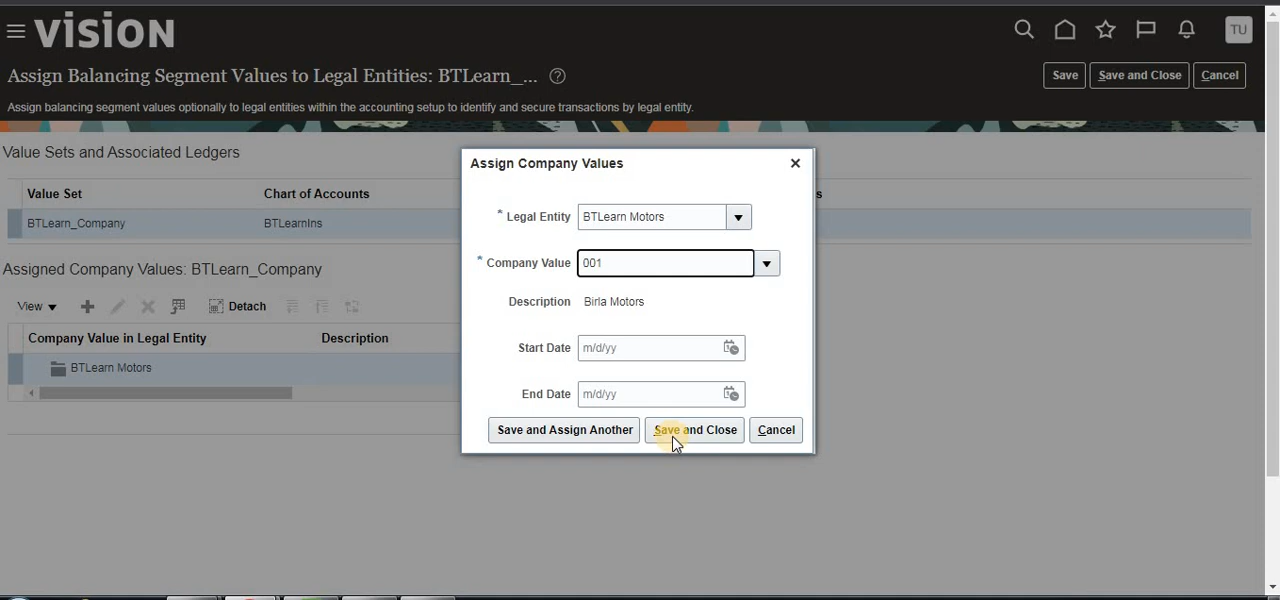 VISION
TU
Assign Balancing Segment Values to Legal Entities: BTLearn_... ?
Save Save and Close Cancel
Assign balancing segment values optionally to legal entities within the accounting setup to identify and secure transactions by legal entity.
Value Sets and Associated Ledgers
Value Set Chart of Accounts s
BTLearn_Company BTLearnIns
Assigned Company Values: BTLearn_Company
View Detach
Company Value in Legal Entity Description
BTLearn Motors
Assign Company Values
* Legal Entity BTLearn Motors
* Company Value 001
Description Birla Motors
Start Date m/d/yy
End Date m/d/yy
Save and Assign Another Save and Close Cancel